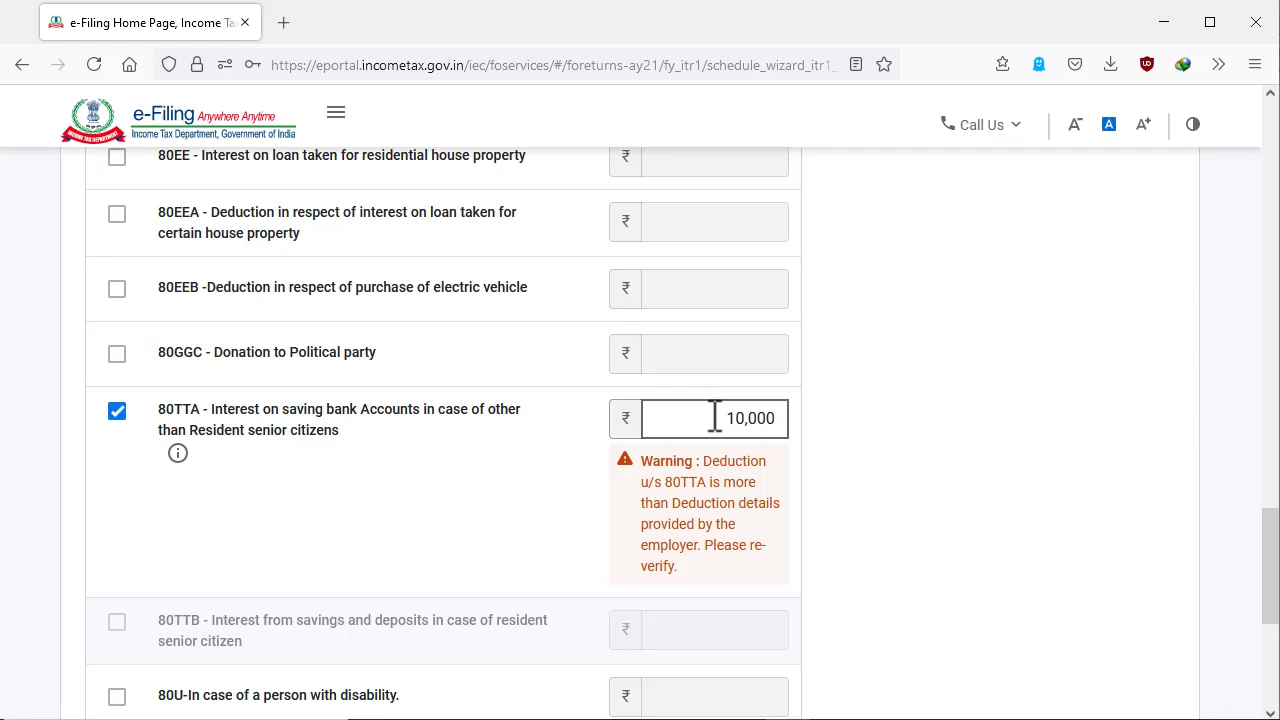 e-Filing Home Page, Income Ta
https://eportal.incometax.gov.in/iec/foservices/#/foreturns-ay21/fy_itr1/schedule_wizard_itr1_
e-Filing Anywhere Anytime
Income Tax Department, Government of India
Call Us
A-
A
A+
80EE - Interest on loan taken for residential house property
₹
80EEA - Deduction in respect of interest on loan taken for
certain house property
₹
80EEB -Deduction in respect of purchase of electric vehicle
₹
80GGC - Donation to Political party
₹
80TTA - Interest on saving bank Accounts in case of other
than Resident senior citizens
₹ 10,000
Warning : Deduction
u/s 80TTA is more
than Deduction details
provided by the
employer. Please re-
verify.
80TTB - Interest from savings and deposits in case of resident
senior citizen
₹
80U-In case of a person with disability.
₹